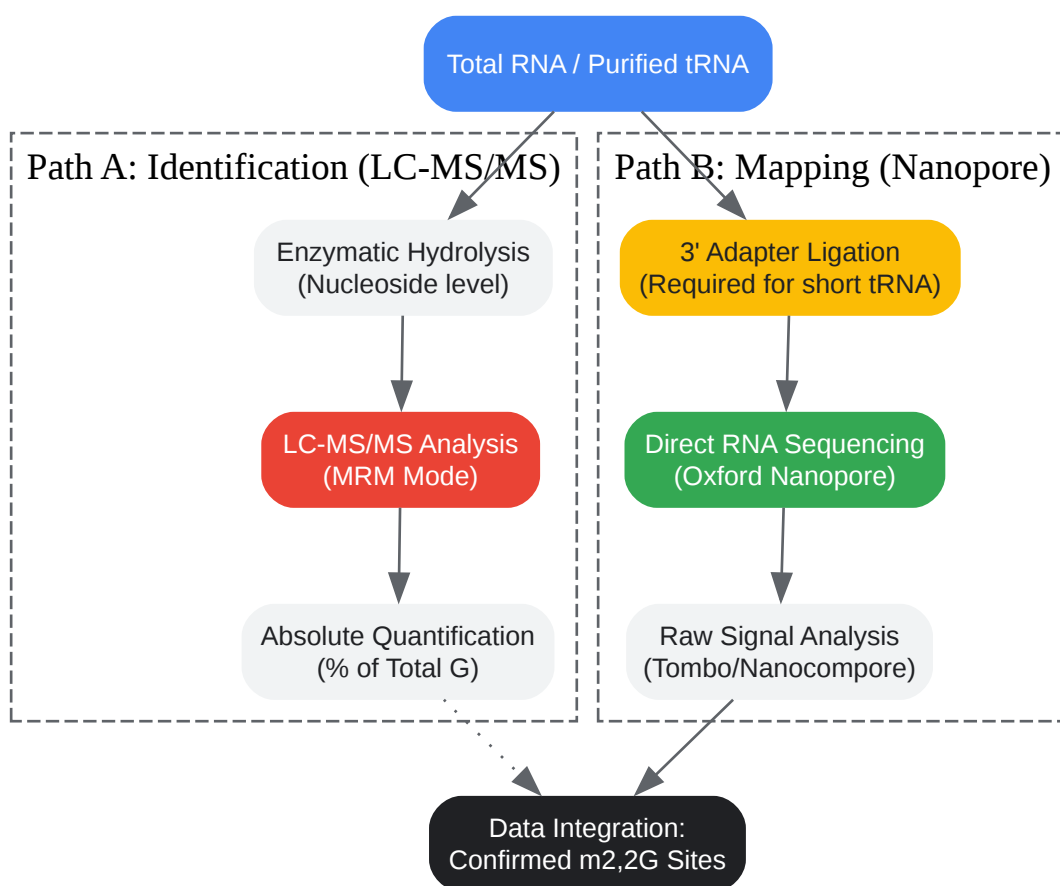 Total RNA / Purified tRNA
Path A: Identification (LC-MS/MS)
Enzymatic Hydrolysis
(Nucleoside level)
LC-MS/MS Analysis
(MRM Mode)
Absolute Quantification
(% of Total G)
Path B: Mapping (Nanopore)
3' Adapter Ligation
(Required for short tRNA)
Direct RNA Sequencing
(Oxford Nanopore)
Raw Signal Analysis
(Tombo/Nanocompore)
Data Integration:
Confirmed m2,2G Sites